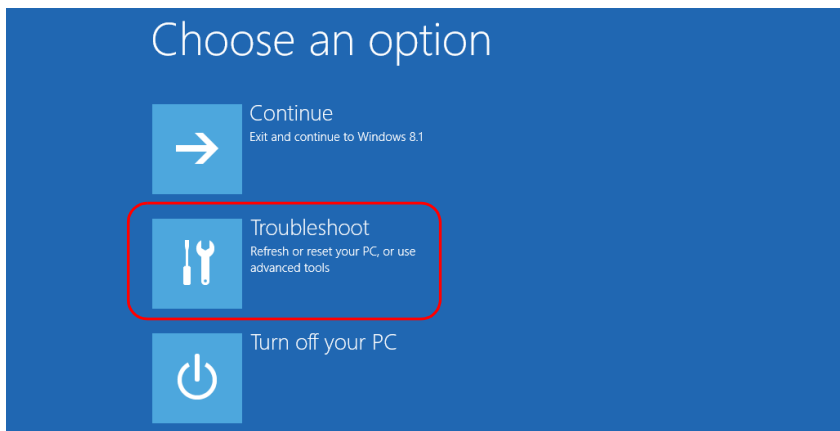 Choose an option
Continue
Exit and continue to Windows 8.1
Troubleshoot
Refresh or reset your PC, or use
advanced tools
Turn off your PC